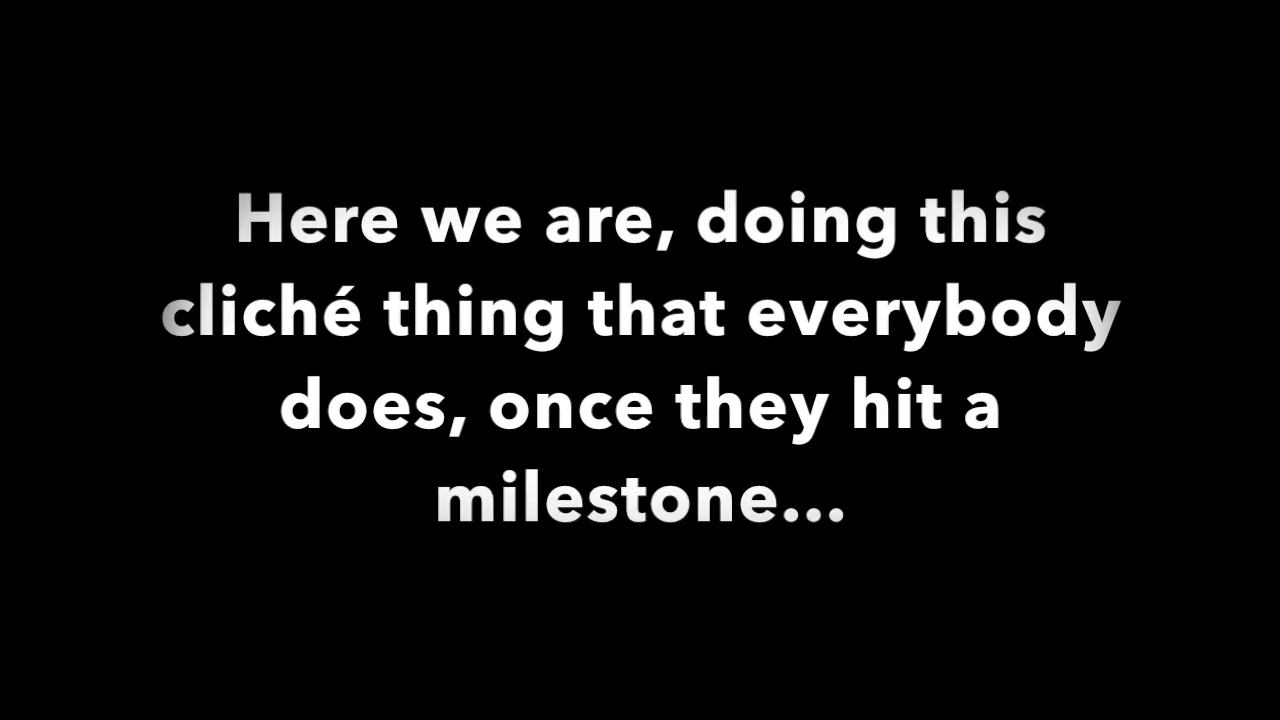 Here we are, doing this
cliché thing that everybody
does, once they hit a
milestone...